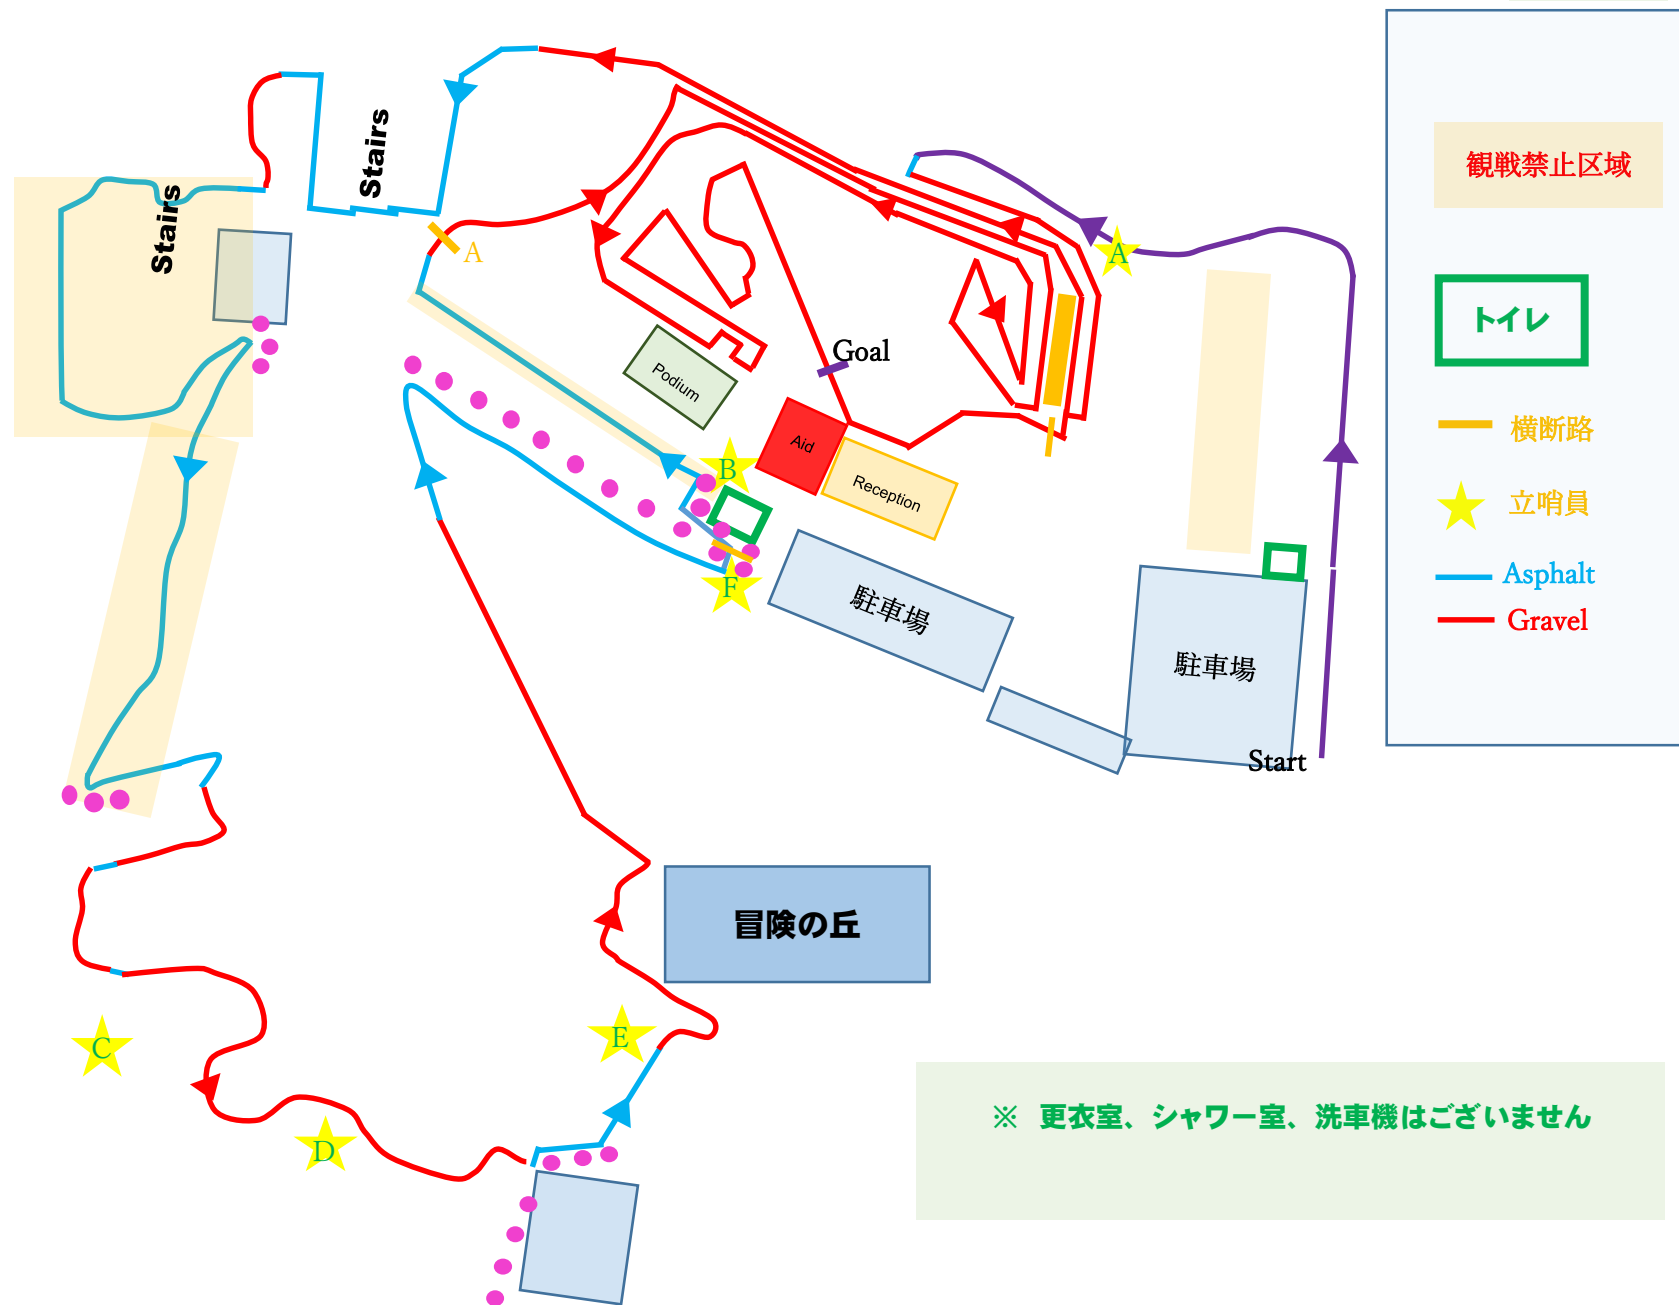 Stairs
Stairs
A
A
Goal
Podium
Aid
Reception
B
F
駐車場
駐車場
Start
冒険の丘
C
D
E
観戦禁止区域
トイレ
横断路
立哨員
Asphalt
Gravel
※ 更衣室、シャワー室、洗車機はございません